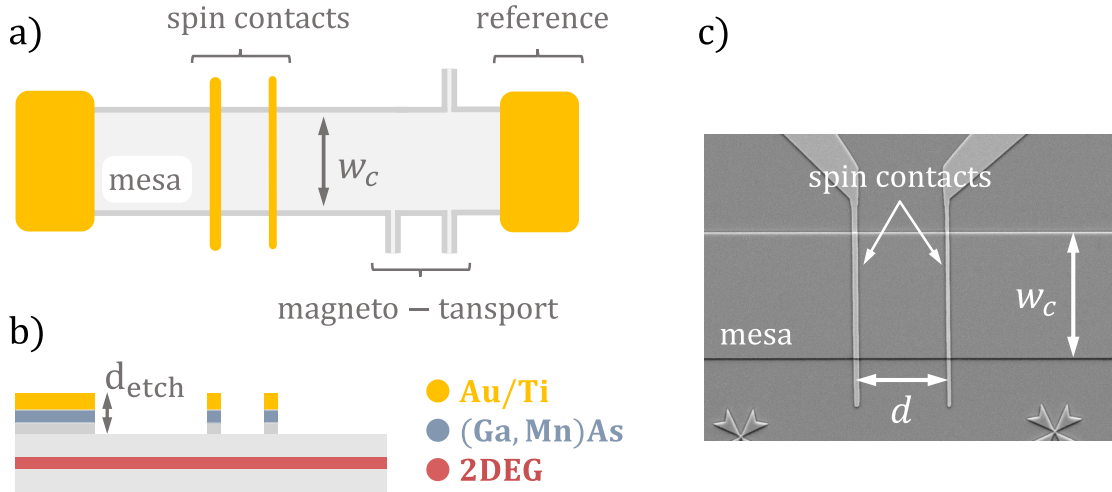 a)
spin contacts
reference
mesa
w_c
magneto − tansport
b)
d_etch
Au/Ti
(Ga, Mn)As
2DEG
c)
spin contacts
w_c
mesa
d